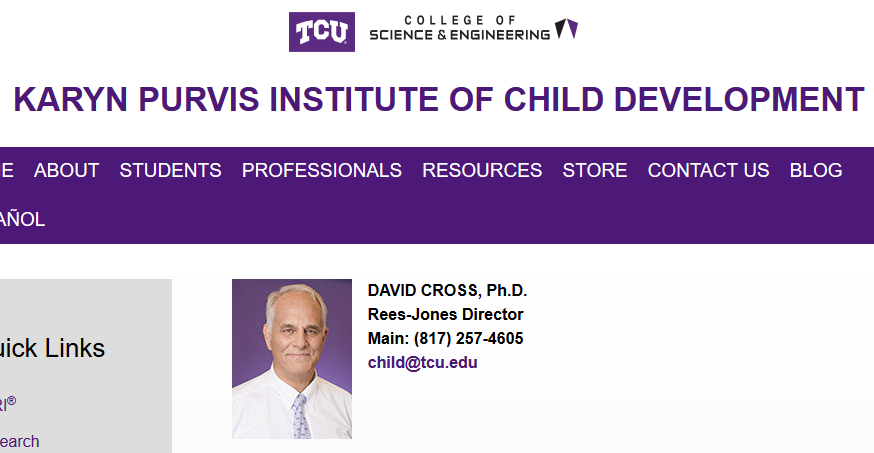 TCU
COLLEGE OF
SCIENCE & ENGINEERING
KARYN PURVIS INSTITUTE OF CHILD DEVELOPMENT
E ABOUT STUDENTS PROFESSIONALS RESOURCES STORE CONTACT US BLOG
AÑOL
DAVID CROSS, Ph.D.
Rees-Jones Director
Main: (817) 257-4605
child@tcu.edu
uick Links
RI®
earch